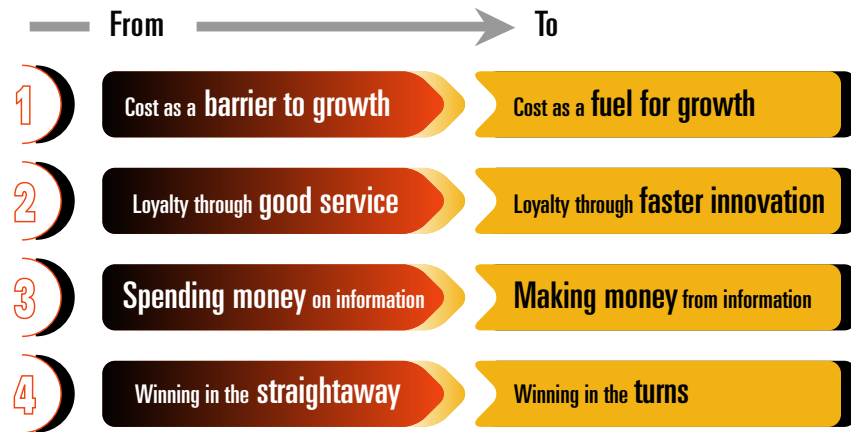 From To
1 Cost as a barrier to growth Cost as a fuel for growth
2 Loyalty through good service Loyalty through faster innovation
3 Spending money on information Making money from information
4 Winning in the straightaway Winning in the turns